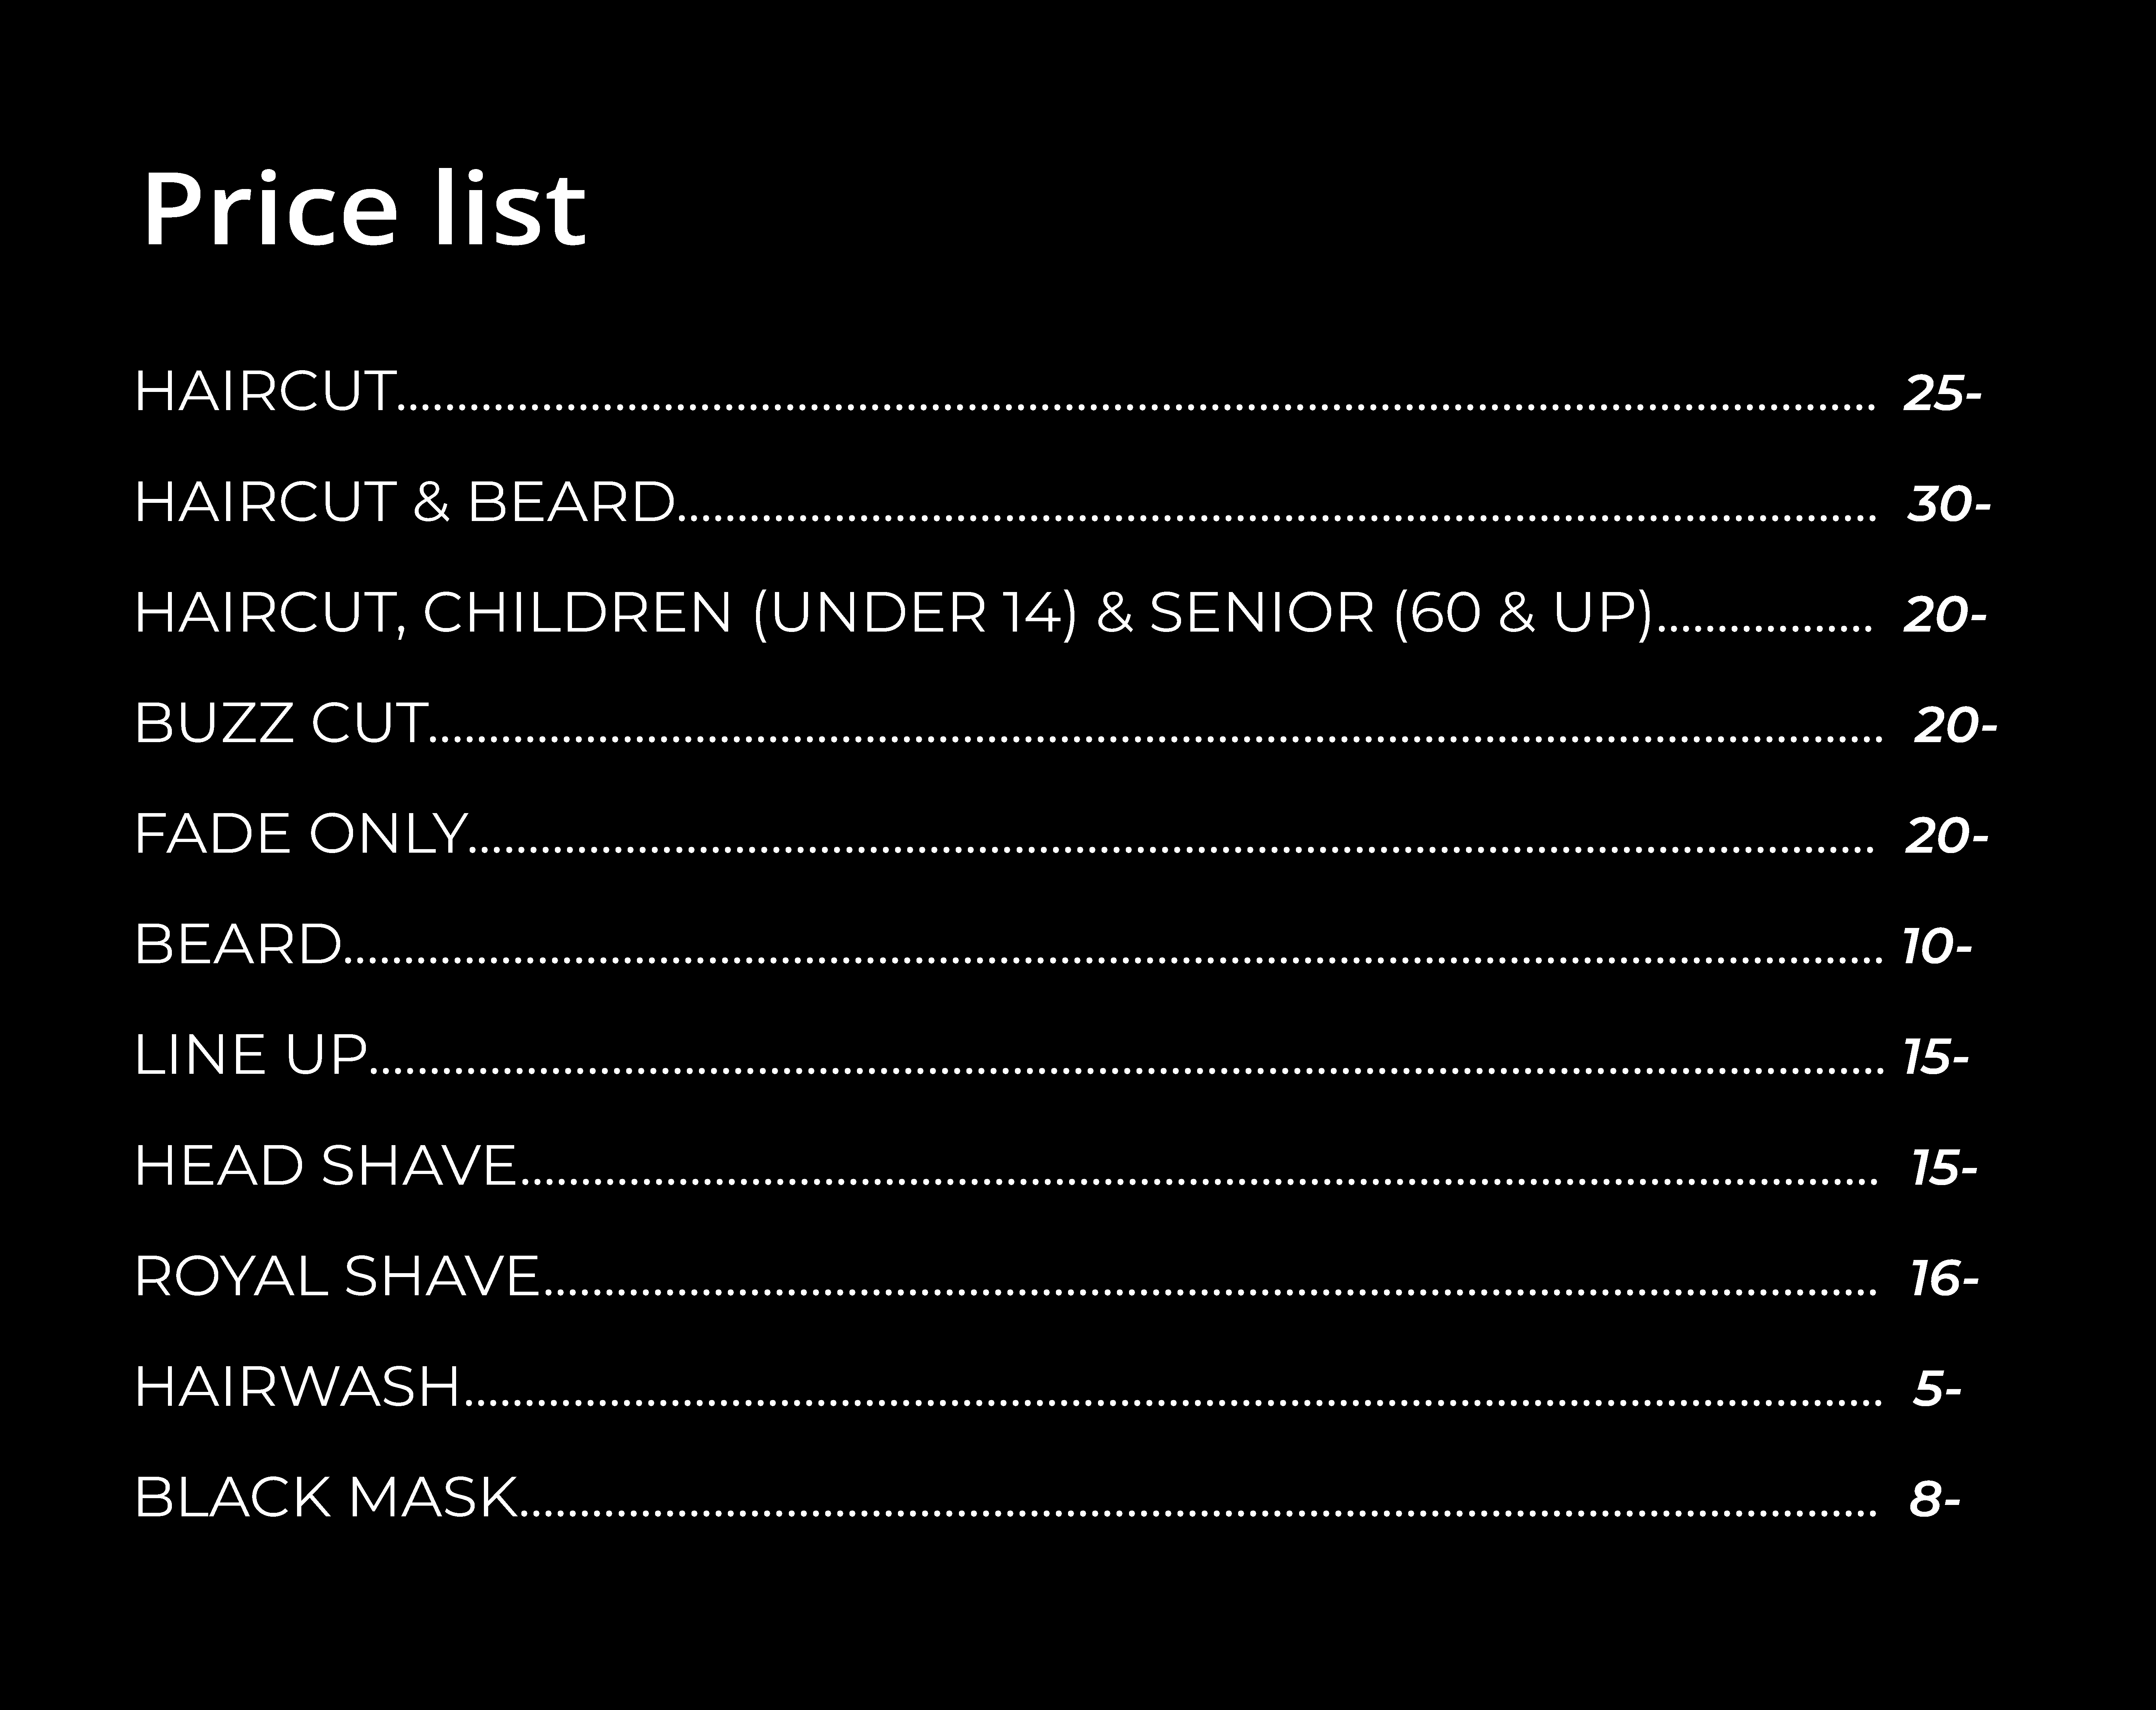 Price list
HAIRCUT.......................................................................................................................... 25-
HAIRCUT & BEARD................................................................................................... 30-
HAIRCUT, CHILDREN (UNDER 14) & SENIOR (60 & UP).................. 20-
BUZZ CUT........................................................................................................................ 20-
FADE ONLY.................................................................................................................... 20-
BEARD............................................................................................................................... 10-
LINE UP............................................................................................................................. 15-
HEAD SHAVE................................................................................................................ 15-
ROYAL SHAVE.............................................................................................................. 16-
HAIRWASH..................................................................................................................... 5-
BLACK MASK................................................................................................................ 8-